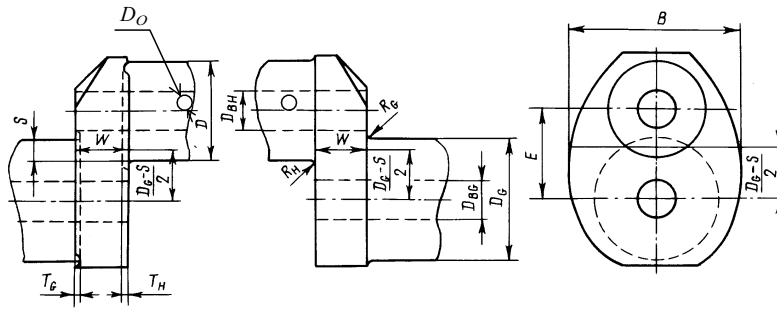 D_O
S
W
D_BH
D
D_G-S
2
T_G
T_H
R_G
W
R_H
D_G-S
2
D_BG
D_G
B
E
D_G-S
2